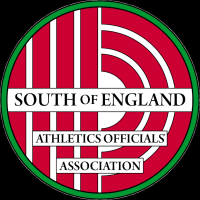 SOUTH OF ENGLAND
ATHLETICS OFFICIALS'
ASSOCIATION